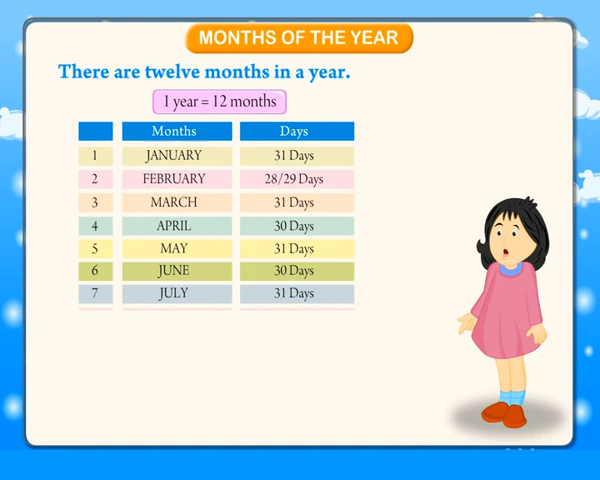 MONTHS OF THE YEAR
There are twelve months in a year.
1 year = 12 months
Months Days
1 JANUARY 31 Days
2 FEBRUARY 28/29 Days
3 MARCH 31 Days
4 APRIL 30 Days
5 MAY 31 Days
6 JUNE 30 Days
7 JULY 31 Days